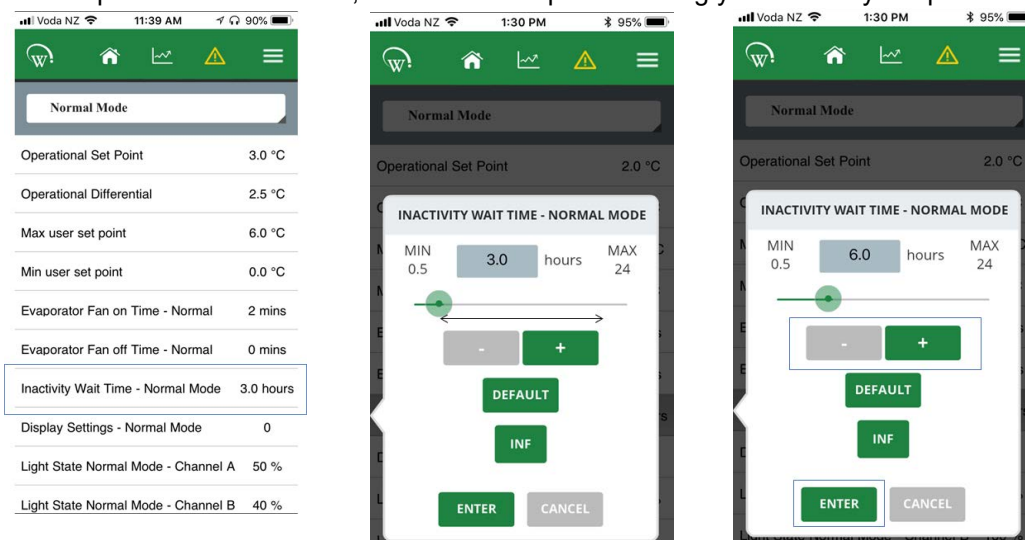 Voda NZ 11:39 AM 90%
W
Normal Mode
Operational Set Point 3.0 °C
Operational Differential 2.5 °C
Max user set point 6.0 °C
Min user set point 0.0 °C
Evaporator Fan on Time - Normal 2 mins
Evaporator Fan off Time - Normal 0 mins
Inactivity Wait Time - Normal Mode 3.0 hours
Display Settings - Normal Mode 0
Light State Normal Mode - Channel A 50 %
Light State Normal Mode - Channel B 40 %
Voda NZ 1:30 PM 95%
W
Normal Mode
Operational Set Point 2.0 °C
INACTIVITY WAIT TIME - NORMAL MODE
MIN 3.0 hours MAX
0.5 24
- +
DEFAULT
INF
ENTER CANCEL
Voda NZ 1:30 PM 95%
W
Normal Mode
Operational Set Point 2.0 °C
INACTIVITY WAIT TIME - NORMAL MODE
MIN 6.0 hours MAX
0.5 24
- +
DEFAULT
INF
ENTER CANCEL